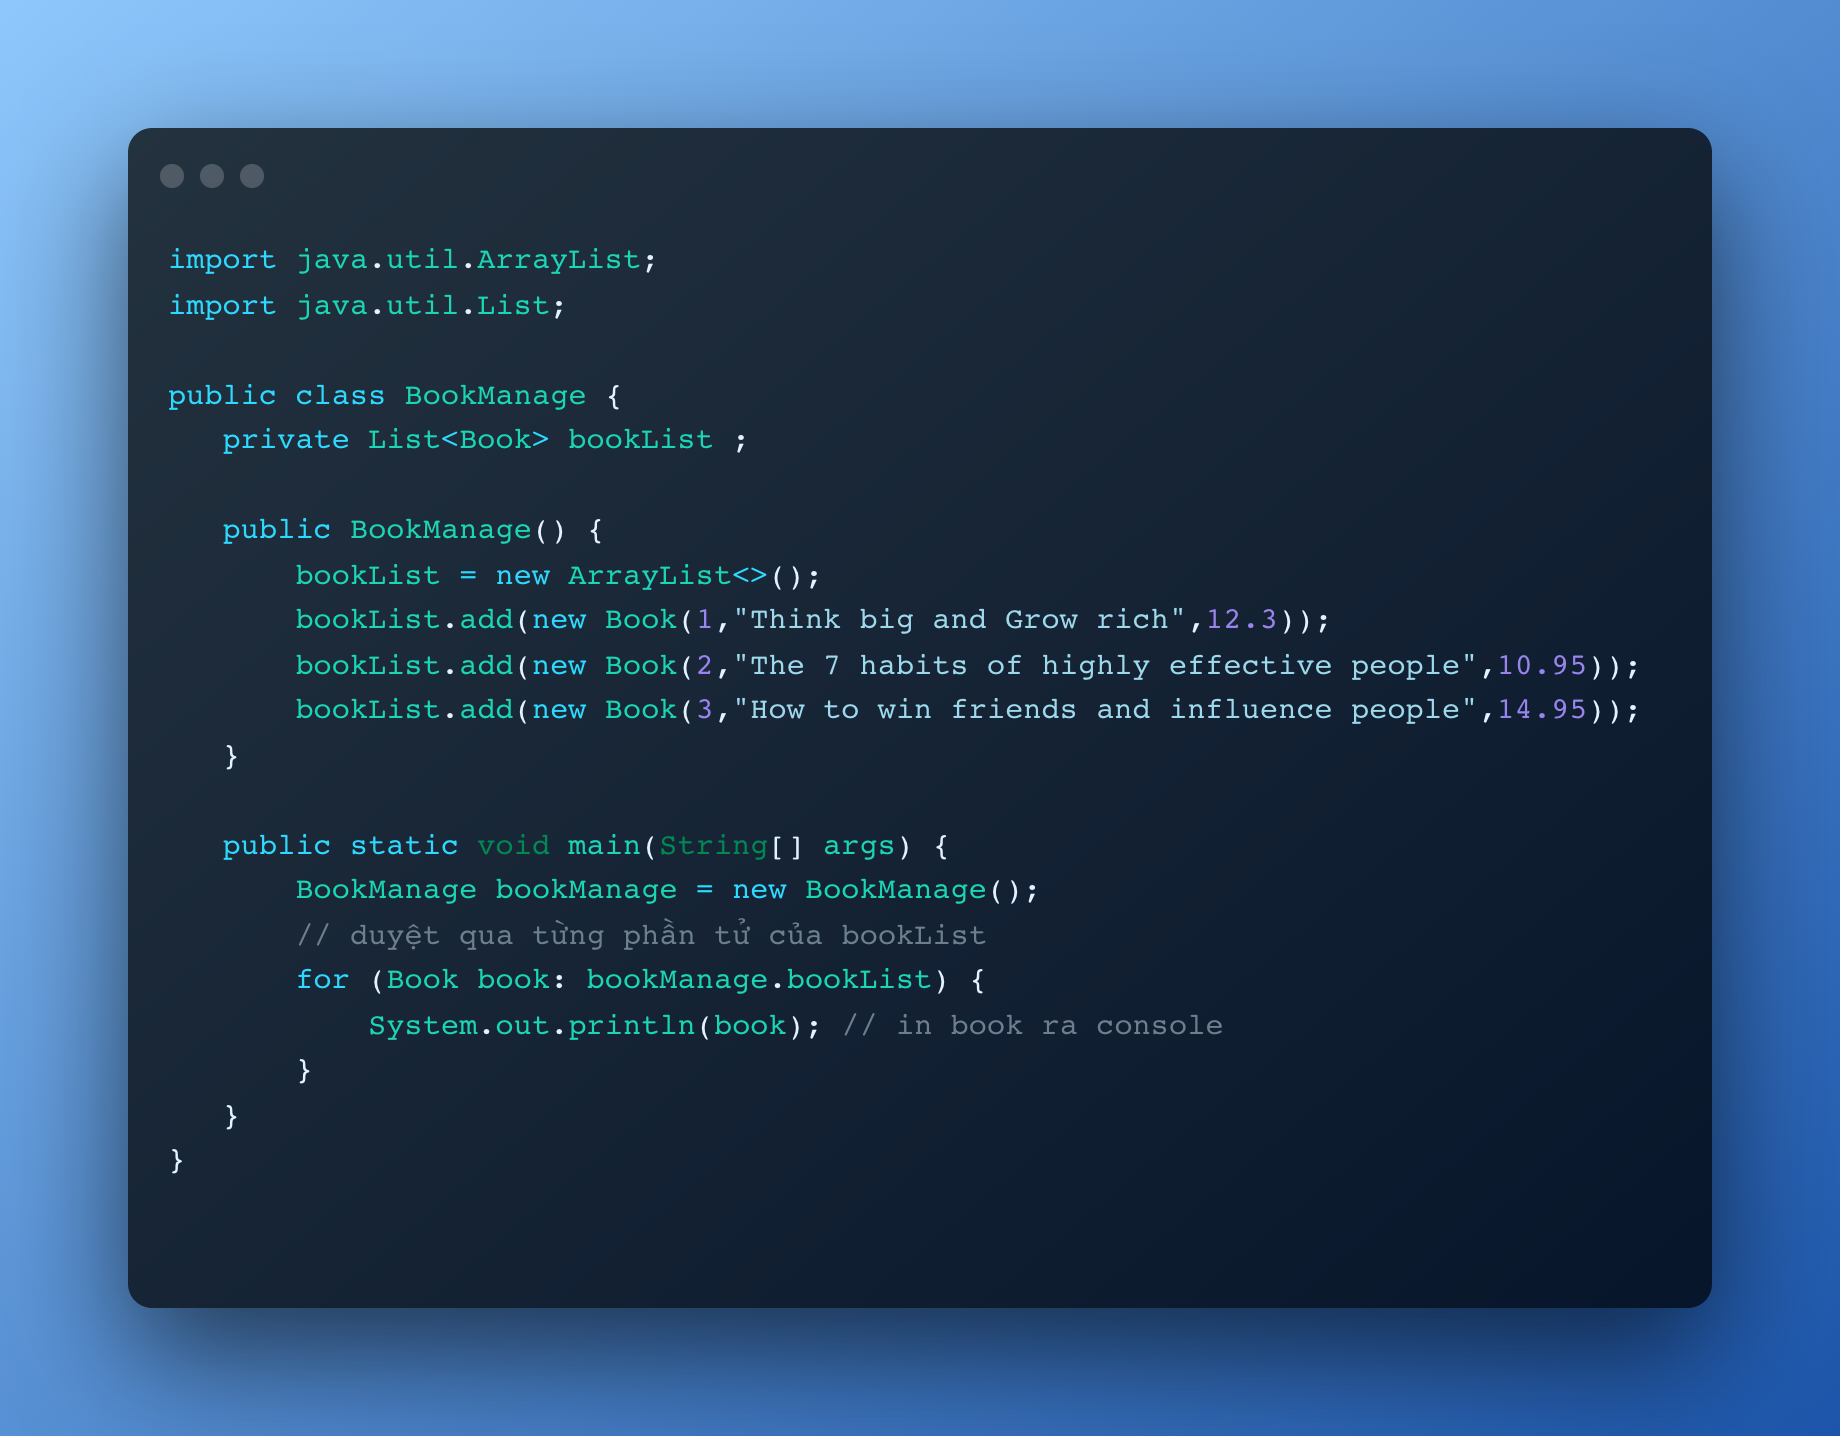 import java.util.ArrayList;
import java.util.List;

public class BookManage {
   private List<Book> bookList ;

   public BookManage() {
       bookList = new ArrayList<>();
       bookList.add(new Book(1,"Think big and Grow rich",12.3));
       bookList.add(new Book(2,"The 7 habits of highly effective people",10.95));
       bookList.add(new Book(3,"How to win friends and influence people",14.95));
   }

   public static void main(String[] args) {
       BookManage bookManage = new BookManage();
       // duyệt qua từng phần tử của bookList
       for (Book book: bookManage.bookList) {
           System.out.println(book); // in book ra console
       }
   }
}